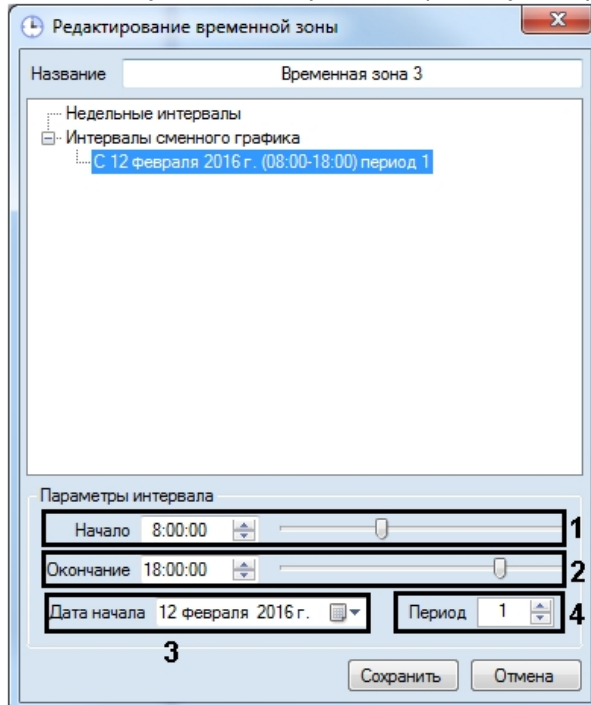 Редактирование временной зоны
Название Временная зона 3
Недельные интервалы
Интервалы сменного графика
С 12 февраля 2016 г. (08:00-18:00) период 1
Параметры интервала
Начало 8:00:00 1
Окончание 18:00:00 2
Дата начала 12 февраля 2016 г. Период 1 4
3
Сохранить Отмена